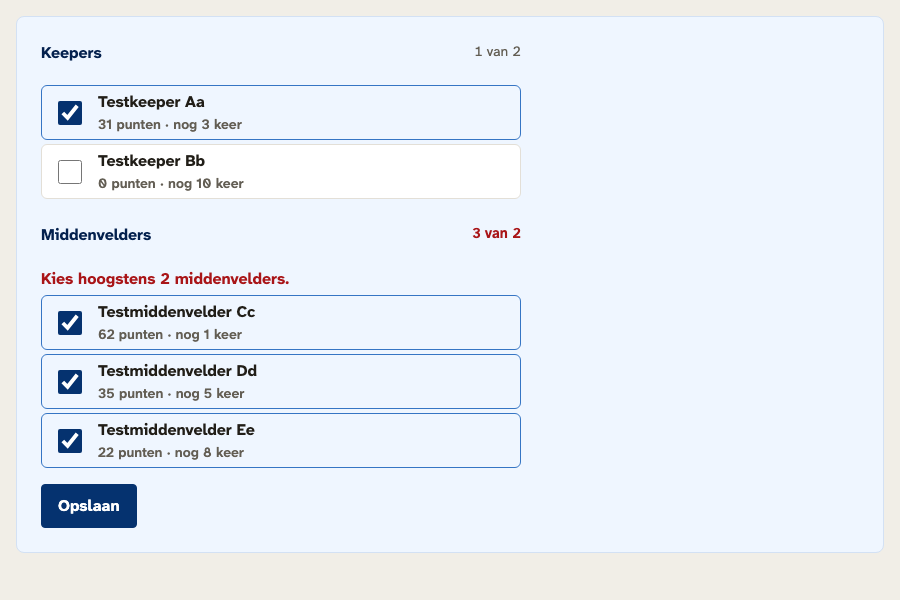 Keepers
1 van 2
Testkeeper Aa
31 punten · nog 3 keer
Testkeeper Bb
0 punten · nog 10 keer
Middenvelders
3 van 2
Kies hoogstens 2 middenvelders.
Testmiddenvelder Cc
62 punten · nog 1 keer
Testmiddenvelder Dd
35 punten · nog 5 keer
Testmiddenvelder Ee
22 punten · nog 8 keer
Opslaan